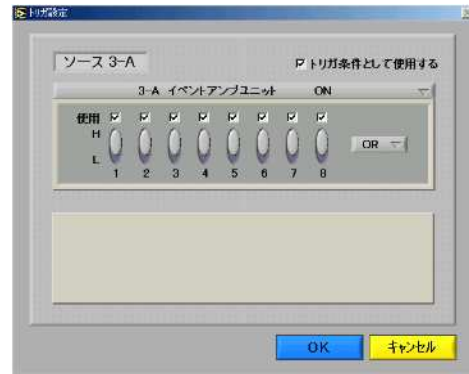 トリガ設定
ソース 3-A
トリガ条件として使用する
3-A イベントアンプユニット ON
使用
H
L
OR
1 2 3 4 5 6 7 8
OK
キャンセル